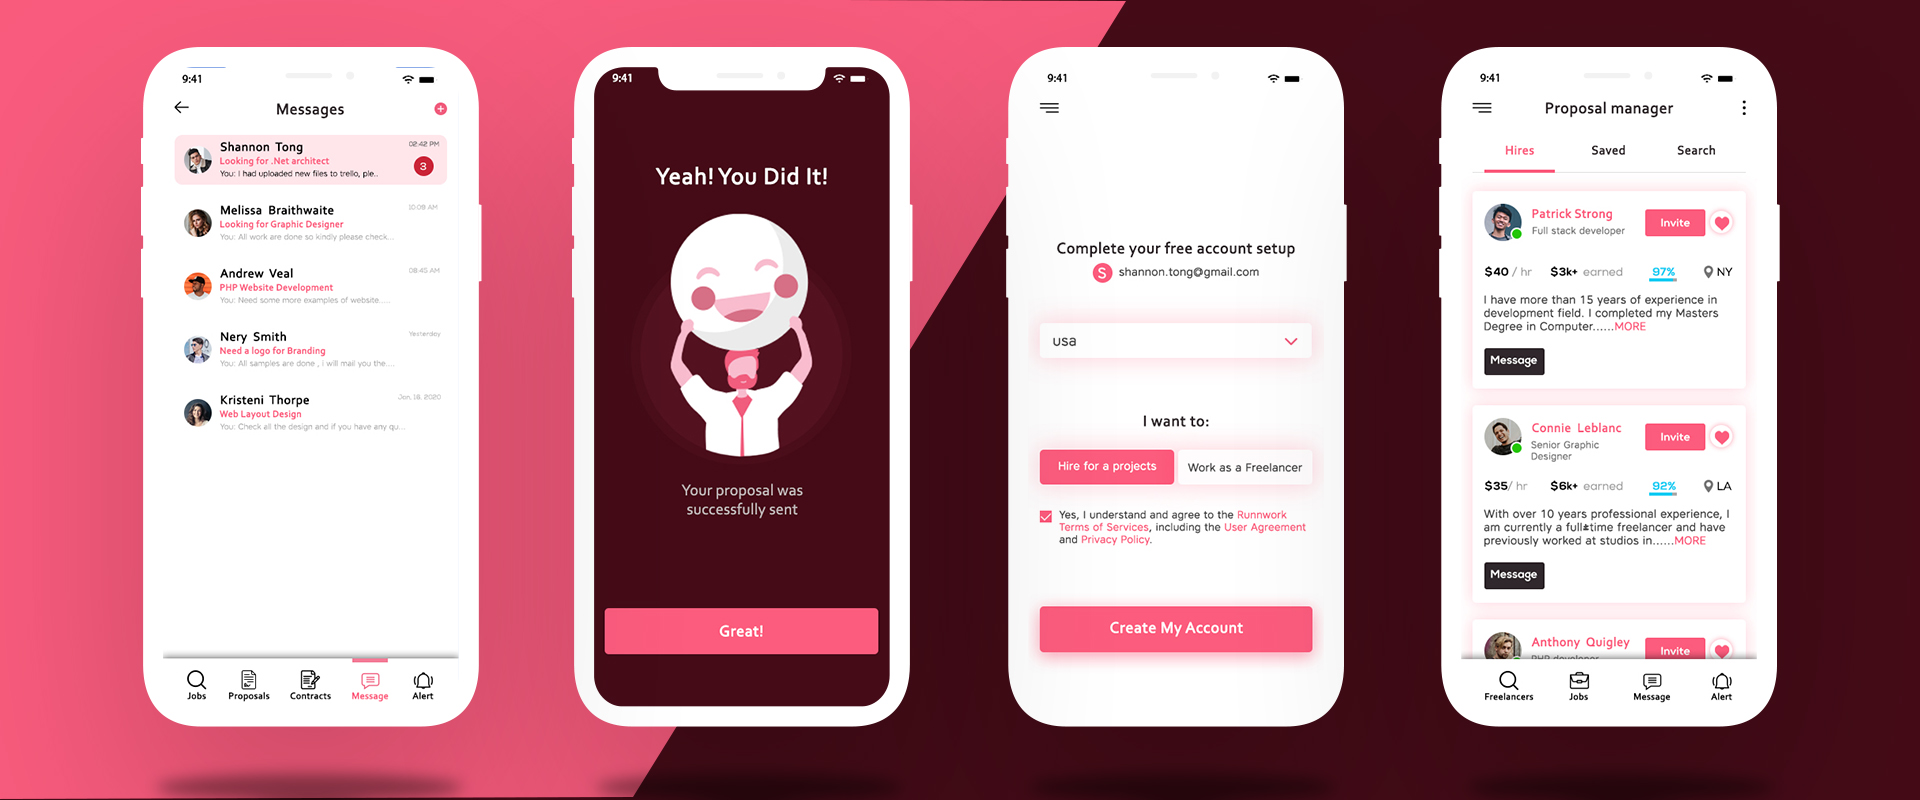 9:41
Messages
Shannon Tong
02:42 PM
Looking for .Net architect
You: I had uploaded new files to trello, ple..
3
Melissa Braithwaite
10:09 AM
Looking for Graphic Designer
You: All work are done so kindly please check...
Andrew Veal
08:45 AM
PHP Website Development
You: Need some more examples of website.....
Nery Smith
Yesterday
Need a logo for Branding
You: All samples are done , i will mail you the....
Kristeni Thorpe
Jan, 18, 2020
Web Layout Design
You: Check all the design and if you have any qu...
Jobs
Proposals
Contracts
Message
Alert
9:41
Yeah! You Did It!
Your proposal was
successfully sent
Great!
9:41
Complete your free account setup
S shannon.tong@gmail.com
usa
I want to:
Hire for a projects
Work as a Freelancer
Yes, I understand and agree to the Runnwork
Terms of Services, including the User Agreement
and Privacy Policy.
Create My Account
9:41
Proposal manager
Hires
Saved
Search
Patrick Strong
Full stack developer
Invite
$40 / hr
$3k+ earned
97%
NY
I have more than 15 years of experience in
development field. I completed my Masters
Degree in Computer......MORE
Message
Connie Leblanc
Senior Graphic
Designer
Invite
$35/ hr
$6k+ earned
92%
LA
With over 10 years professional experience, I
am currently a full-time freelancer and have
previously worked at studios in......MORE
Message
Anthony Quigley
PHP developer
Invite
Freelancers
Jobs
Message
Alert